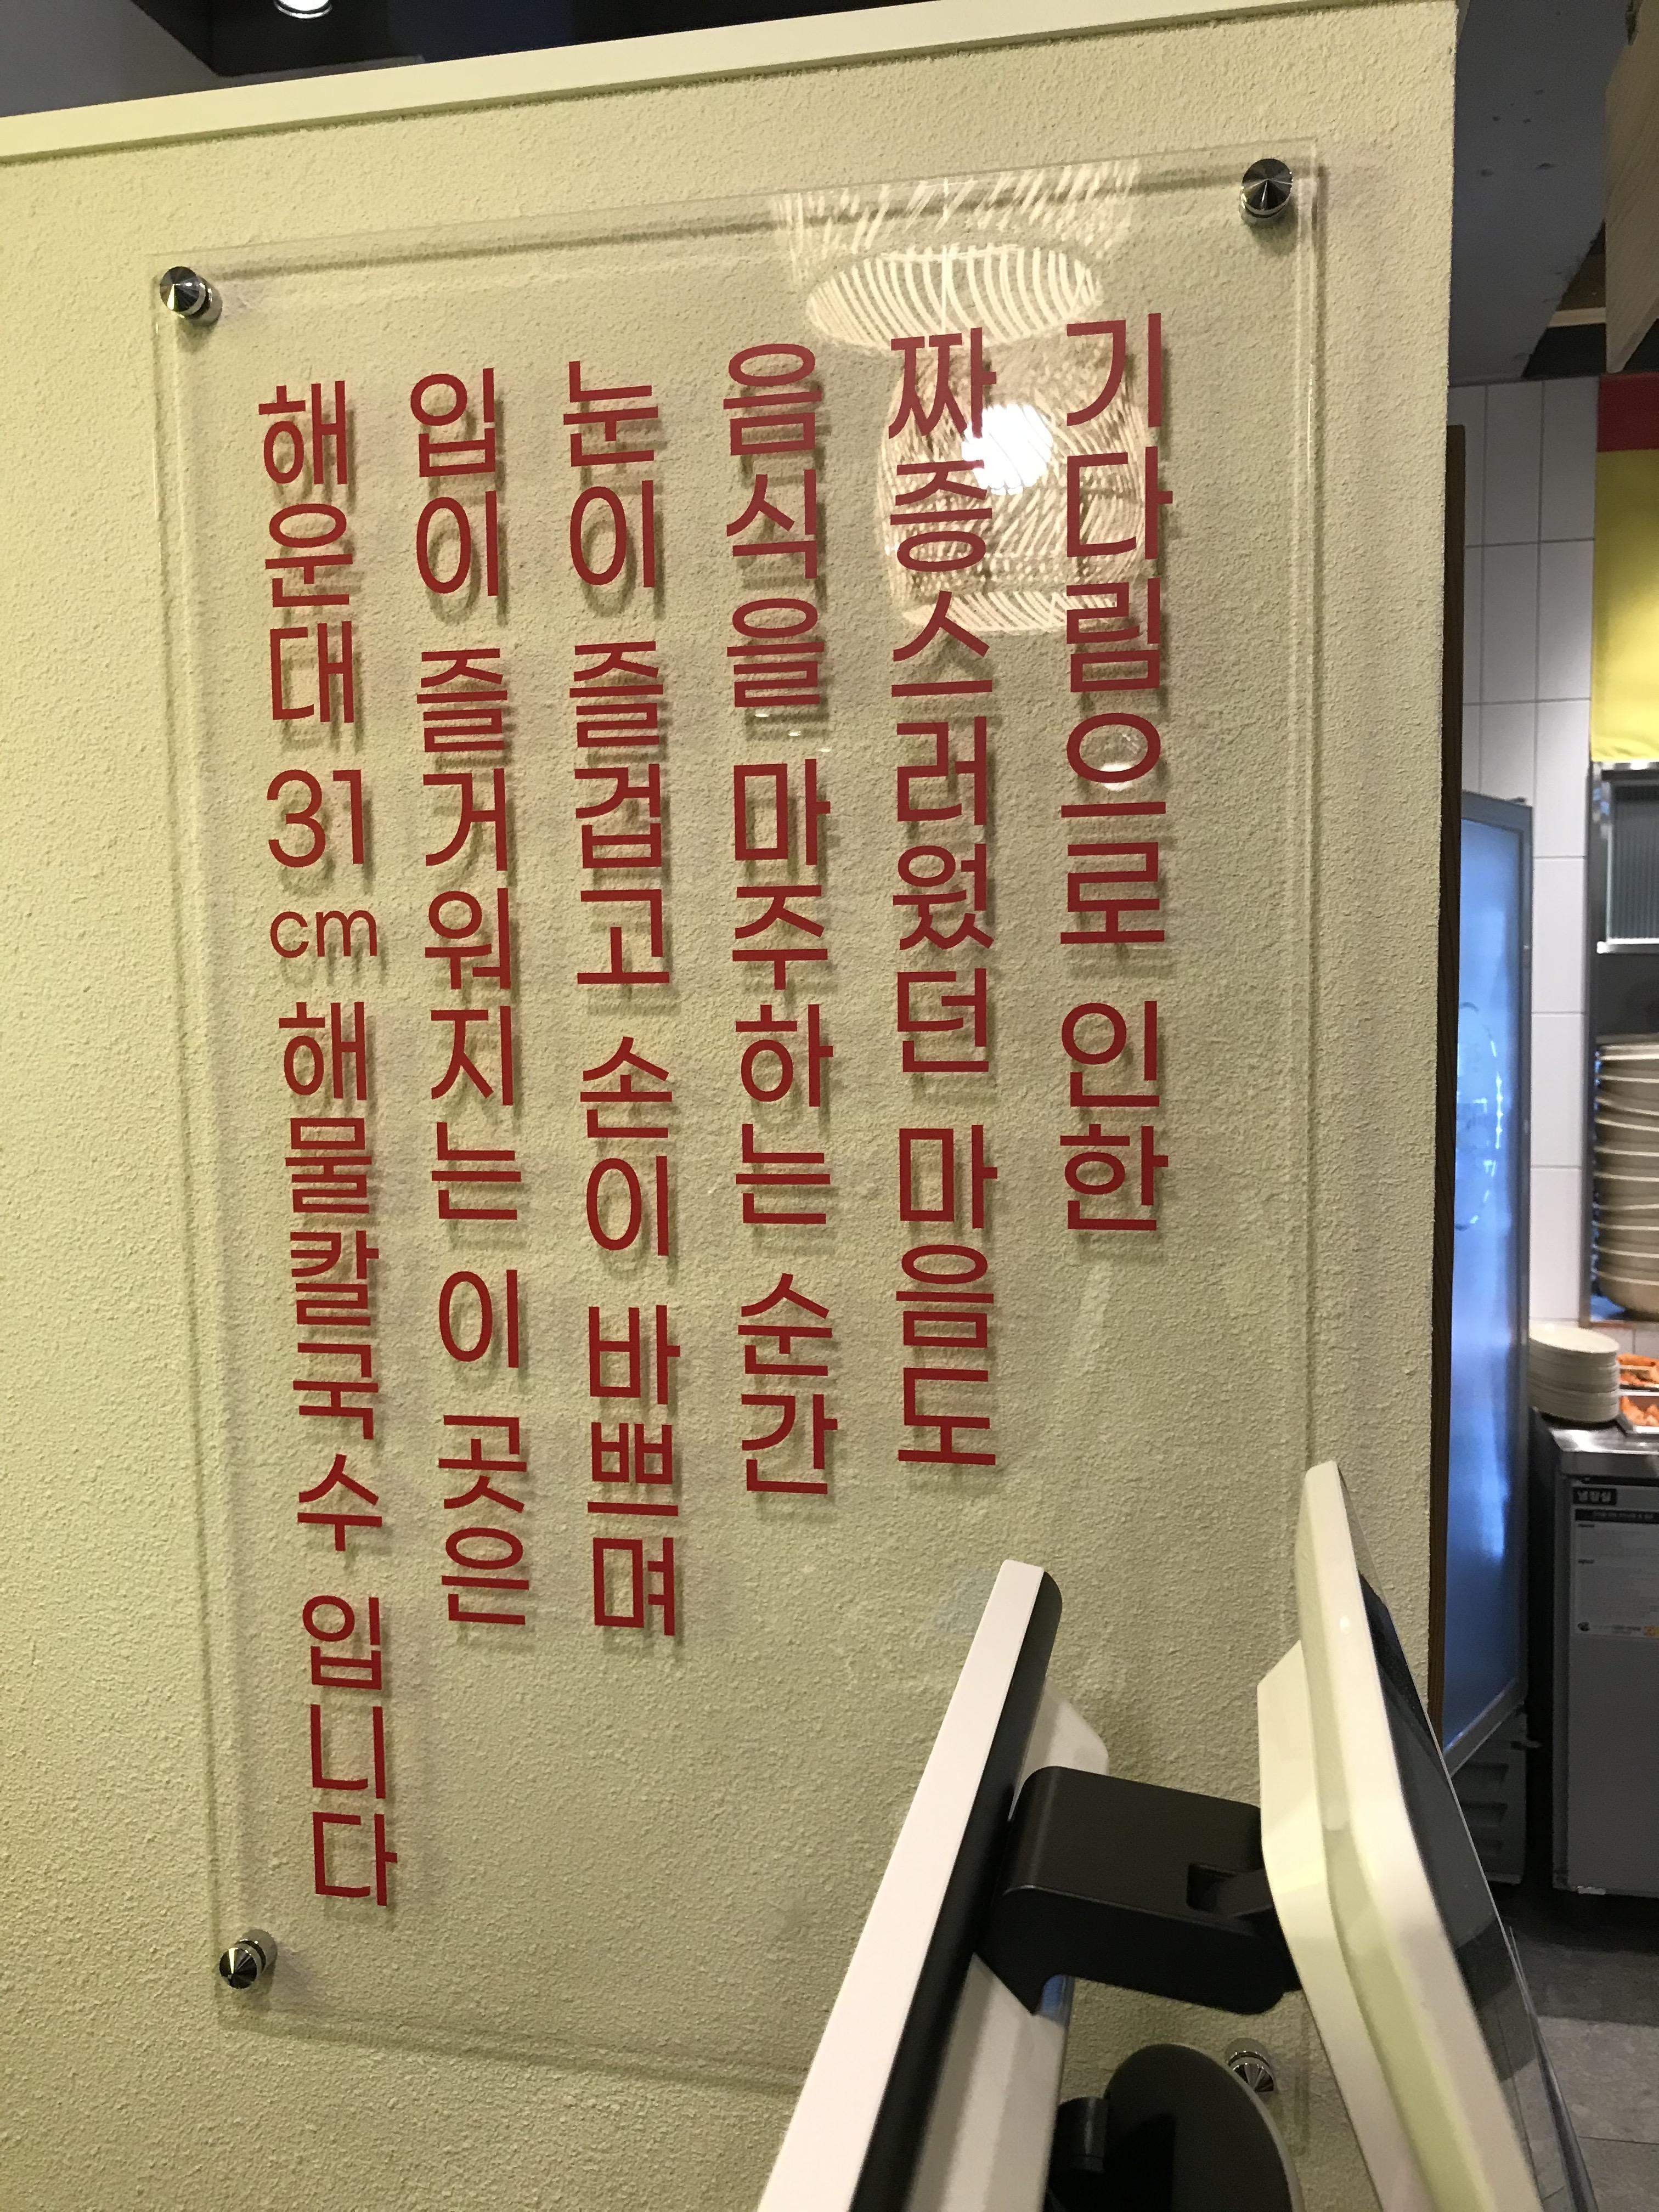 기다림으로 인한
짜증스러웠던 마음도
음식을 마주하는 순간
눈이 즐겁고 손이 바쁘며
입이 즐거워지는 이 곳은
해운대 31cm 해물칼국수 입니다
냉장실